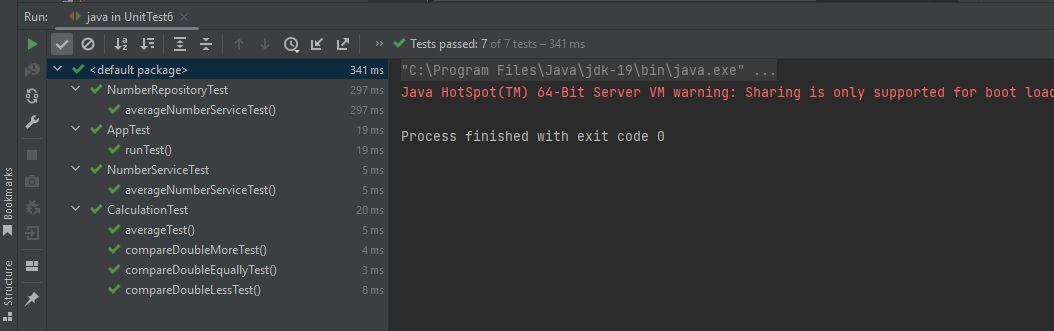 Run: java in UnitTest6
Tests passed: 7 of 7 tests – 341 ms
<default package> 341 ms
NumberRepositoryTest 297 ms
averageNumberServiceTest() 297 ms
AppTest 19 ms
runTest() 19 ms
NumberServiceTest 5 ms
averageNumberServiceTest() 5 ms
CalculationTest 20 ms
averageTest() 5 ms
compareDoubleMoreTest() 4 ms
compareDoubleEquallyTest() 3 ms
compareDoubleLessTest() 8 ms
"C:\Program Files\Java\jdk-19\bin\java.exe" ...
Java HotSpot(TM) 64-Bit Server VM warning: Sharing is only supported for boot load
Process finished with exit code 0
Bookmarks
Structure